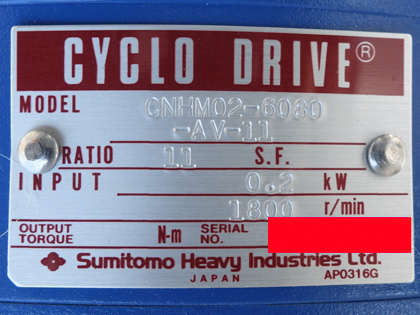 CYCLO DRIVE®
MODEL CNHM02-6080
-AV-11
RATIO 11 S.F.
INPUT 0.2 kW
1800 r/min
OUTPUT TORQUE N-m SERIAL NO.
Sumitomo Heavy Industries Ltd.
JAPAN AP0316G